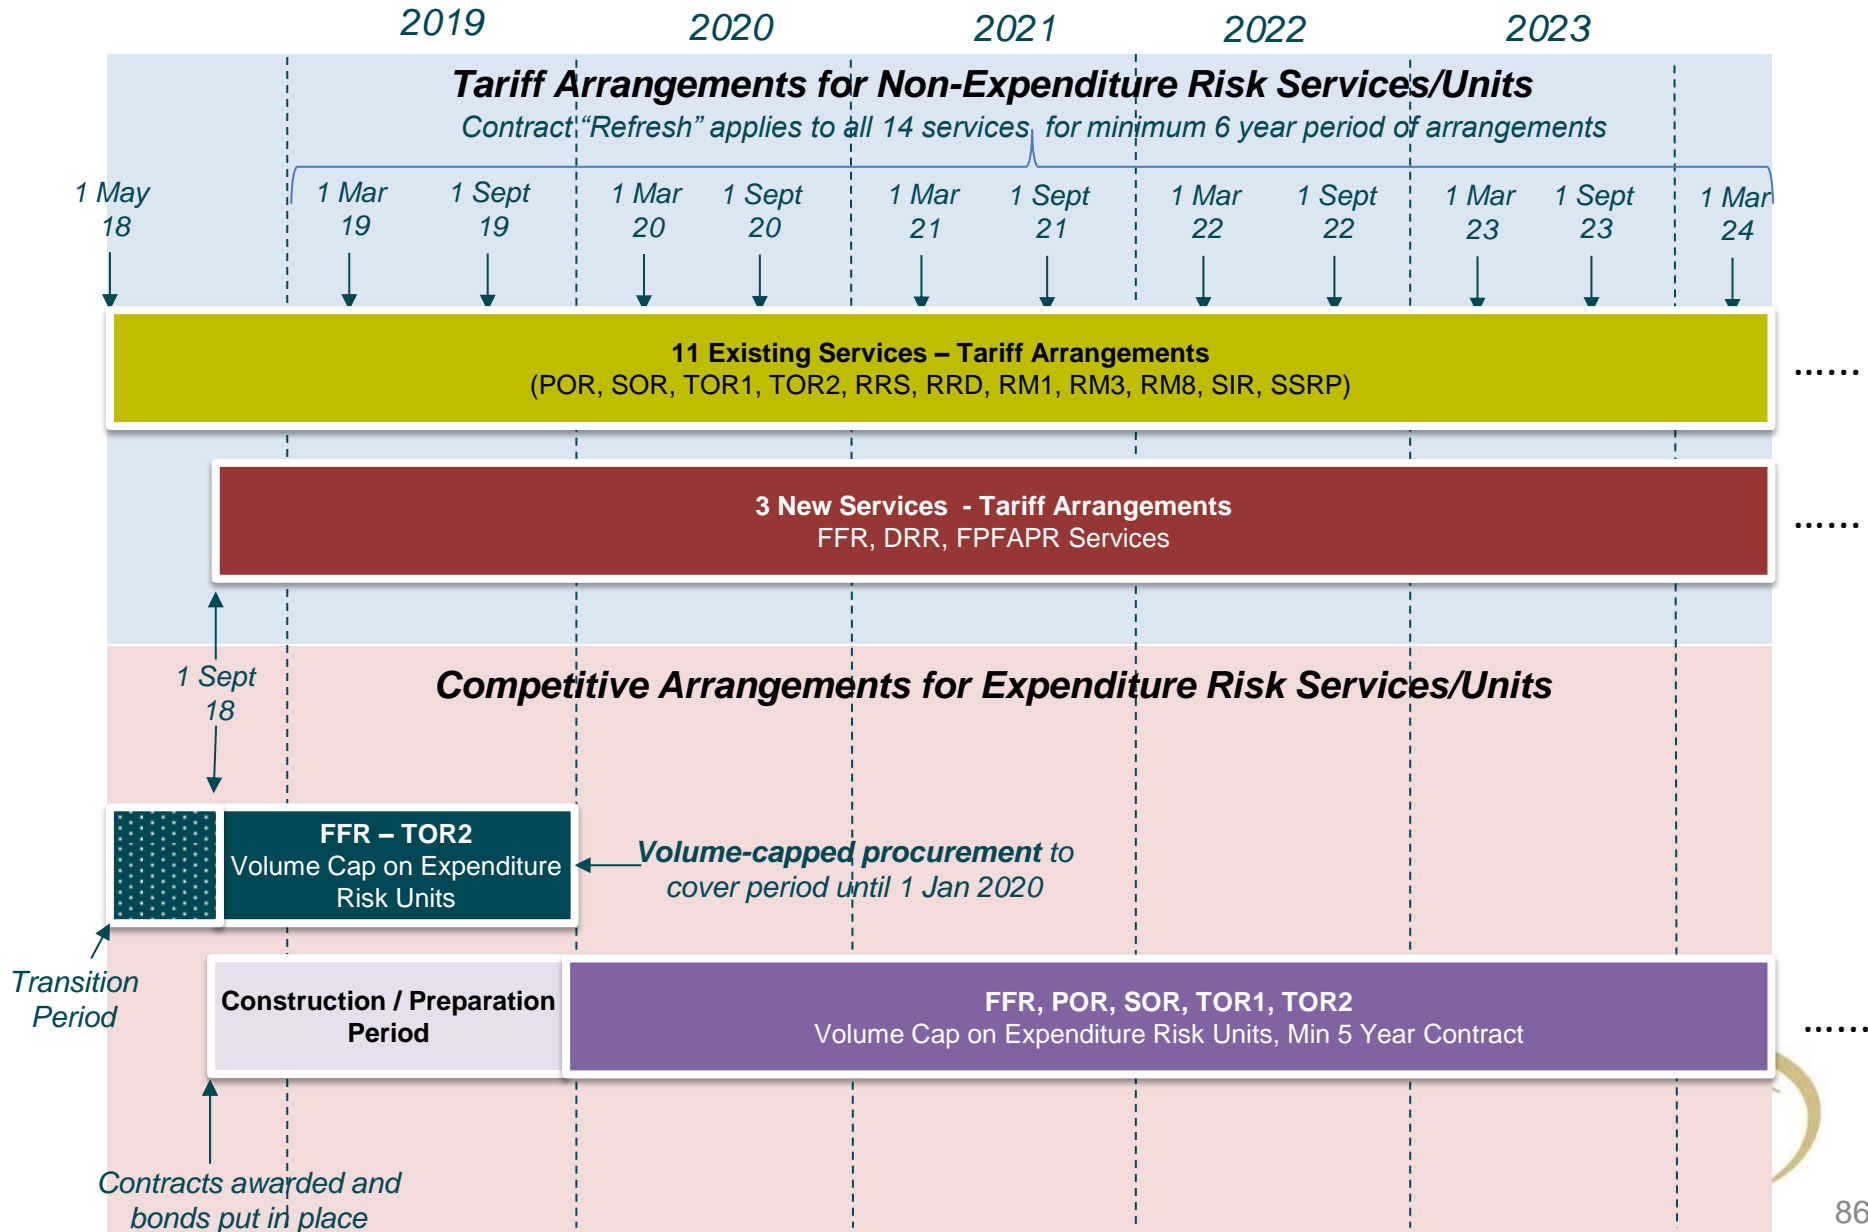 2019 2020 2021 2022 2023
Tariff Arrangements for Non-Expenditure Risk Services/Units
Contract “Refresh” applies to all 14 services for minimum 6 year period of arrangements
1 May
18
1 Mar
19
1 Sept
19
1 Mar
20
1 Sept
20
1 Mar
21
1 Sept
21
1 Mar
22
1 Sept
22
1 Mar
23
1 Sept
23
1 Mar
24
11 Existing Services – Tariff Arrangements
(POR, SOR, TOR1, TOR2, RRS, RRD, RM1, RM3, RM8, SIR, SSRP)
......
3 New Services - Tariff Arrangements
FFR, DRR, FPFAPR Services
......
1 Sept
18
Competitive Arrangements for Expenditure Risk Services/Units
FFR – TOR2
Volume Cap on Expenditure
Risk Units
Volume-capped procurement to
cover period until 1 Jan 2020
Transition
Period
Construction / Preparation
Period
FFR, POR, SOR, TOR1, TOR2
Volume Cap on Expenditure Risk Units, Min 5 Year Contract
......
Contracts awarded and
bonds put in place
86